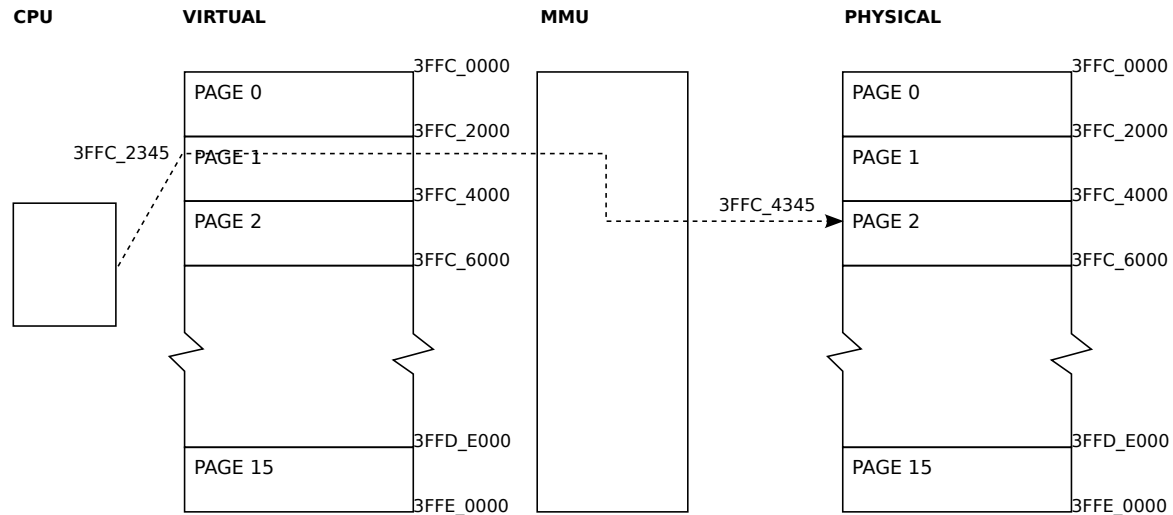 CPU VIRTUAL MMU PHYSICAL
3FFC_0000 3FFC_0000
PAGE 0 PAGE 0
3FFC_2000 3FFC_2000
3FFC_2345 PAGE 1 PAGE 1
3FFC_4000 3FFC_4000
3FFC_4345
PAGE 2 PAGE 2
3FFC_6000 3FFC_6000
3FFD_E000 3FFD_E000
PAGE 15 PAGE 15
3FFE_0000 3FFE_0000